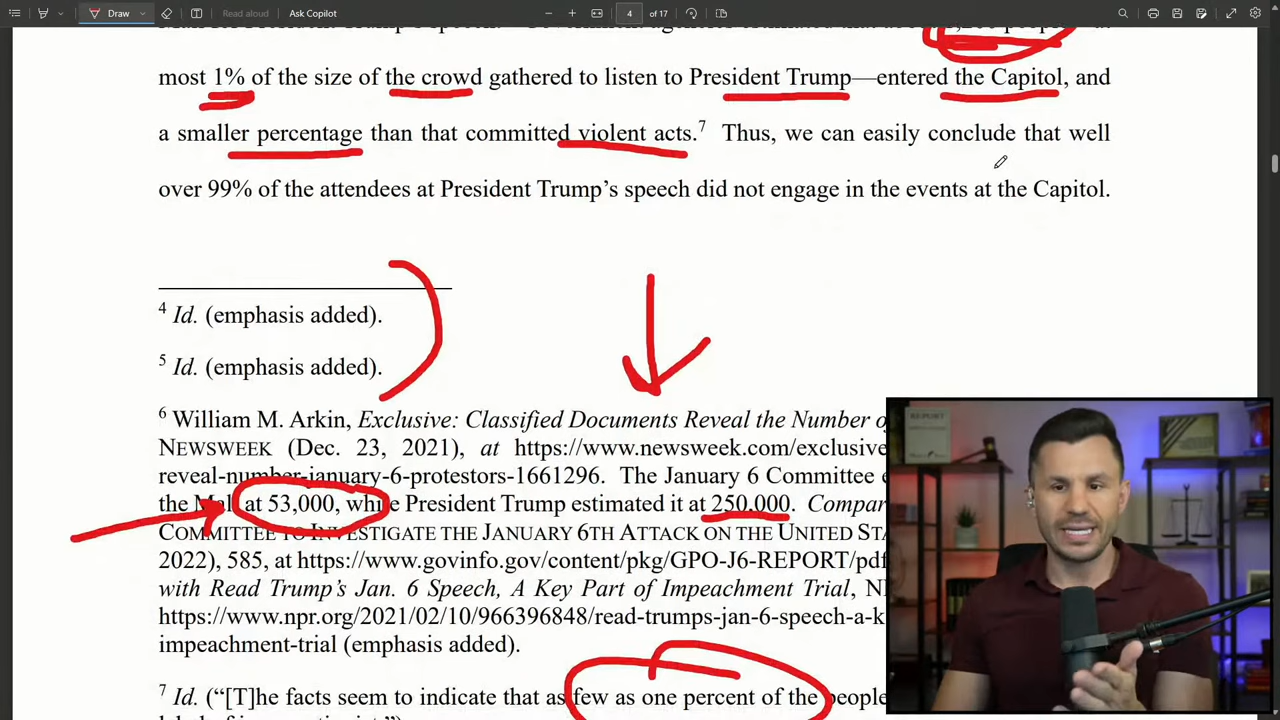 Draw
Read aloud
Ask Copilot
4
of 17
most 1% of the size of the crowd gathered to listen to President Trump—entered the Capitol, and
a smaller percentage than that committed violent acts.7 Thus, we can easily conclude that well
over 99% of the attendees at President Trump’s speech did not engage in the events at the Capitol.
4 Id. (emphasis added).
5 Id. (emphasis added).
6 William M. Arkin, Exclusive: Classified Documents Reveal the Number of
NEWSWEEK (Dec. 23, 2021), at https://www.newsweek.com/exclusive
reveal-number-january-6-protestors-1661296. The January 6 Committee e
the Mall at 53,000, while President Trump estimated it at 250,000. Compar
COMMITTEE TO INVESTIGATE THE JANUARY 6TH ATTACK ON THE UNITED STA
2022), 585, at https://www.govinfo.gov/content/pkg/GPO-J6-REPORT/pdf
with Read Trump’s Jan. 6 Speech, A Key Part of Impeachment Trial, N
https://www.npr.org/2021/02/10/966396848/read-trumps-jan-6-speech-a-k
impeachment-trial (emphasis added).
7 Id. (“[T]he facts seem to indicate that as few as one percent of the people
REPORT